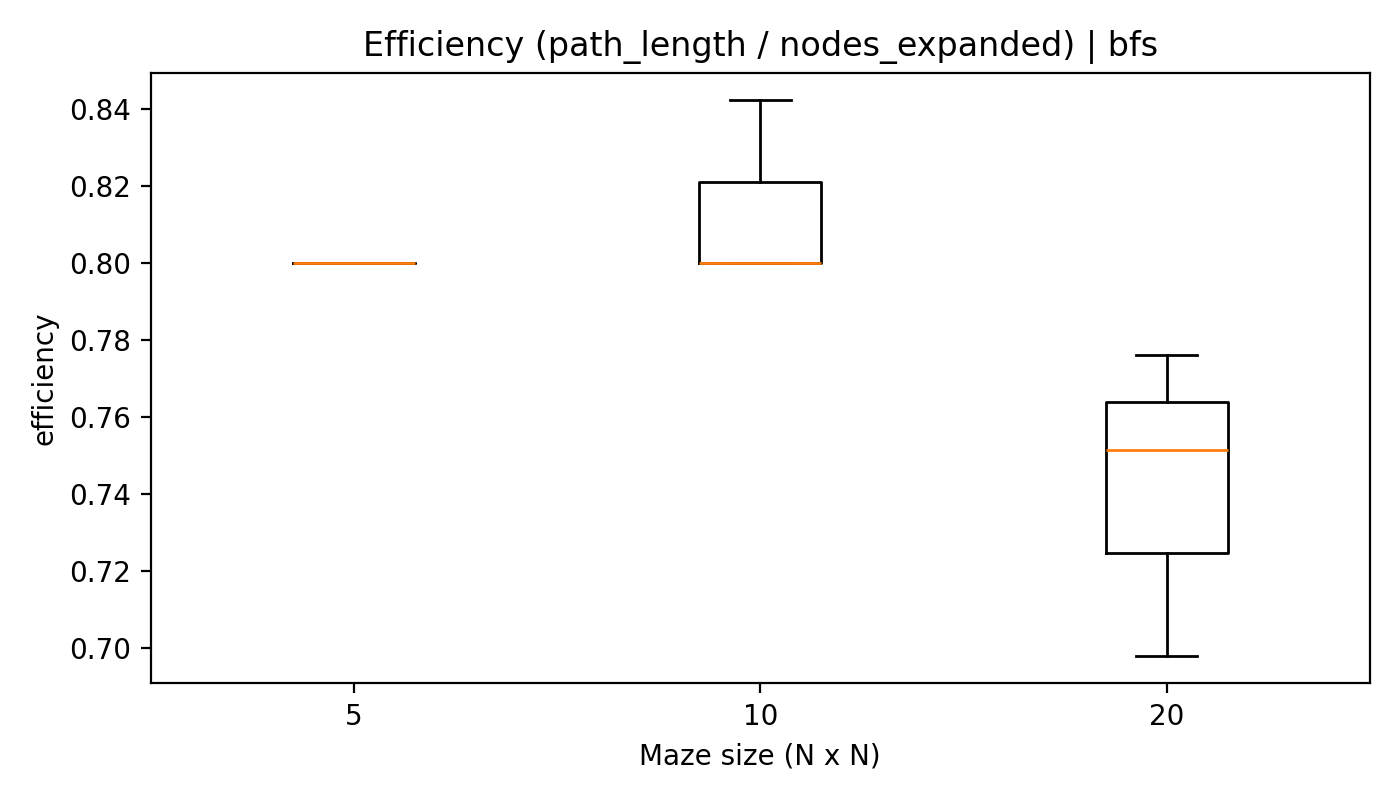 Efficiency (path_length / nodes_expanded) | bfs
0.84
0.82
0.80
0.78
0.76
0.74
0.72
0.70
efficiency
5 10 20
Maze size (N x N)